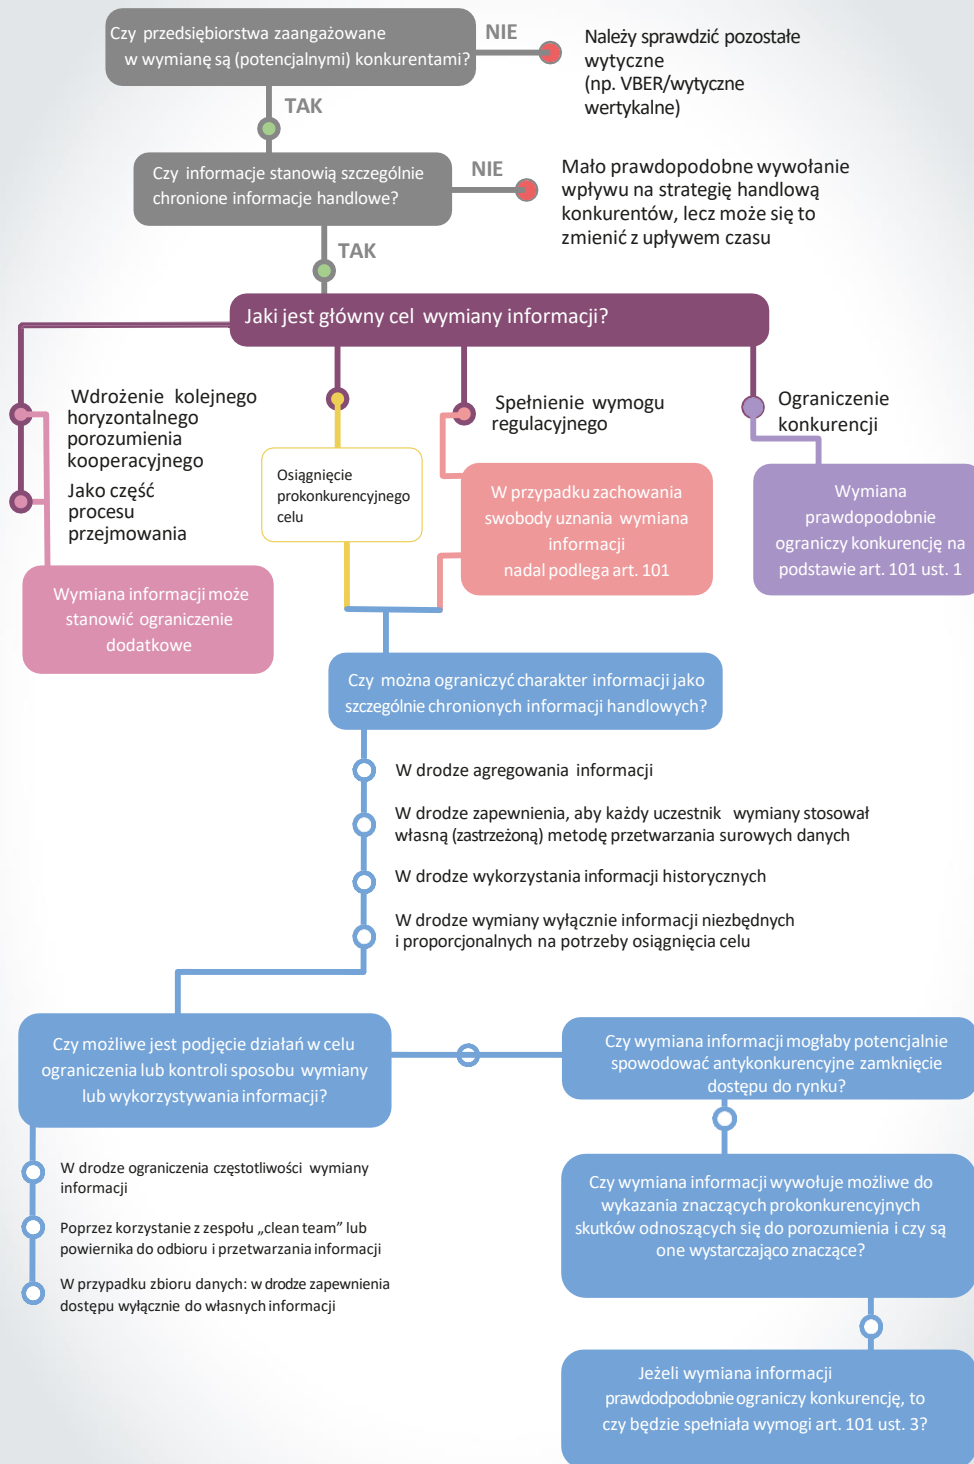 Czy przedsiębiorstwa zaangażowane
w wymianę są (potencjalnymi) konkurentami?
NIE
Należy sprawdzić pozostałe
wytyczne
(np. VBER/wytyczne
wertykalne)
TAK
Czy informacje stanowią szczególnie
chronione informacje handlowe?
NIE
Mało prawdopodobne wywołanie
wpływu na strategię handlową
konkurentów, lecz może się to
zmienić z upływem czasu
TAK
Jaki jest główny cel wymiany informacji?
Wdrożenie kolejnego
horyzontalnego
porozumienia
kooperacyjnego
Jako część
procesu
przejmowania
Wymiana informacji może
stanowić ograniczenie
dodatkowe
Osiągnięcie
prokonkurencyjnego
celu
Spełnienie wymogu
regulacyjnego
W przypadku zachowania
swobody uznania wymiana
informacji
nadal podlega art. 101
Ograniczenie
konkurencji
Wymiana
prawdopodobnie
ograniczy konkurencję na
podstawie art. 101 ust. 1
Czy można ograniczyć charakter informacji jako
szczególnie chronionych informacji handlowych?
W drodze agregowania informacji
W drodze zapewnienia, aby każdy uczestnik wymiany stosował
własną (zastrzeżoną) metodę przetwarzania surowych danych
W drodze wykorzystania informacji historycznych
W drodze wymiany wyłącznie informacji niezbędnych
i proporcjonalnych na potrzeby osiągnięcia celu
Czy możliwe jest podjęcie działań w celu
ograniczenia lub kontroli sposobu wymiany
lub wykorzystywania informacji?
W drodze ograniczenia częstotliwości wymiany
informacji
Poprzez korzystanie z zespołu „clean team” lub
powiernika do odbioru i przetwarzania informacji
W przypadku zbioru danych: w drodze zapewnienia
dostępu wyłącznie do własnych informacji
Czy wymiana informacji mogłaby potencjalnie
spowodować antykonkurencyjne zamknięcie
dostępu do rynku?
Czy wymiana informacji wywołuje możliwe do
wykazania znaczących prokonkurencyjnych
skutków odnoszących się do porozumienia i czy są
one wystarczająco znaczące?
Jeżeli wymiana informacji
prawdodpodobnie ograniczy konkurencję, to
czy będzie spełniała wymogi art. 101 ust. 3?